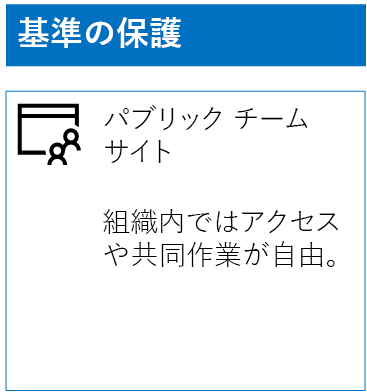 基準の保護
パブリック チーム
サイト
組織内ではアクセス
や共同作業が自由。